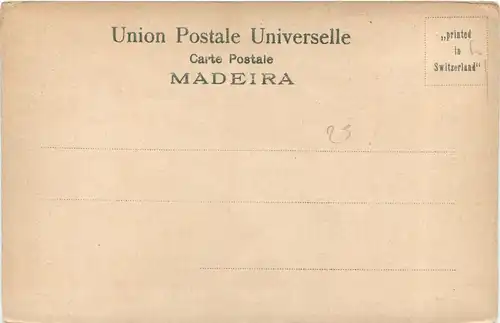 Union Postale Universelle
Carte Postale
MADEIRA
„printed
in
Switzerland"